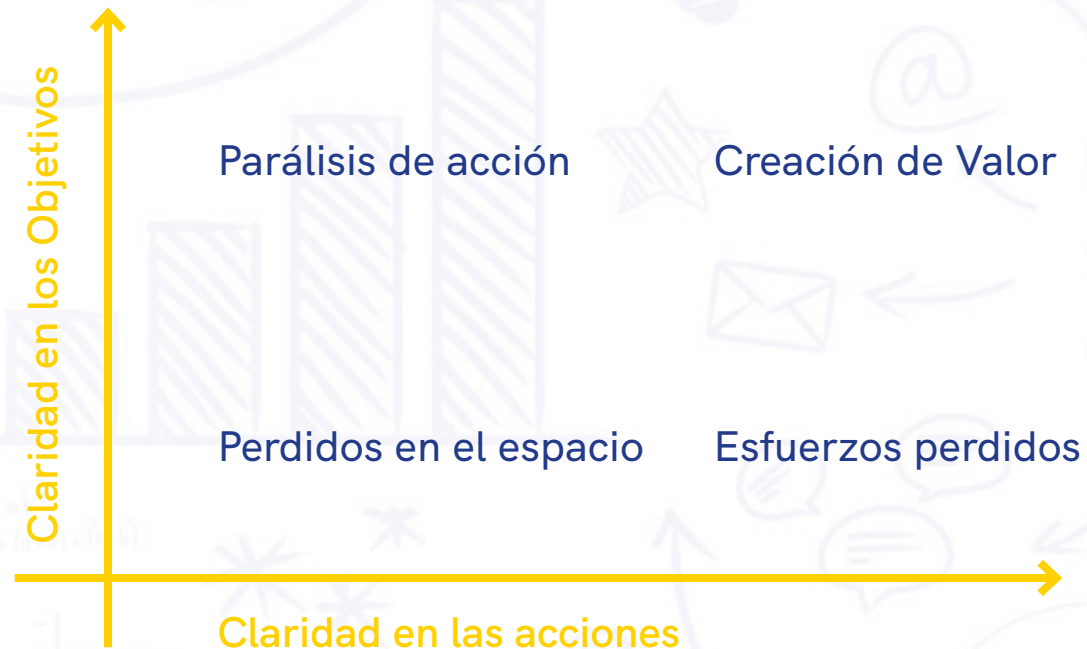 Claridad en los Objetivos
Parálisis de acción
Creación de Valor
Perdidos en el espacio
Esfuerzos perdidos
Claridad en las acciones